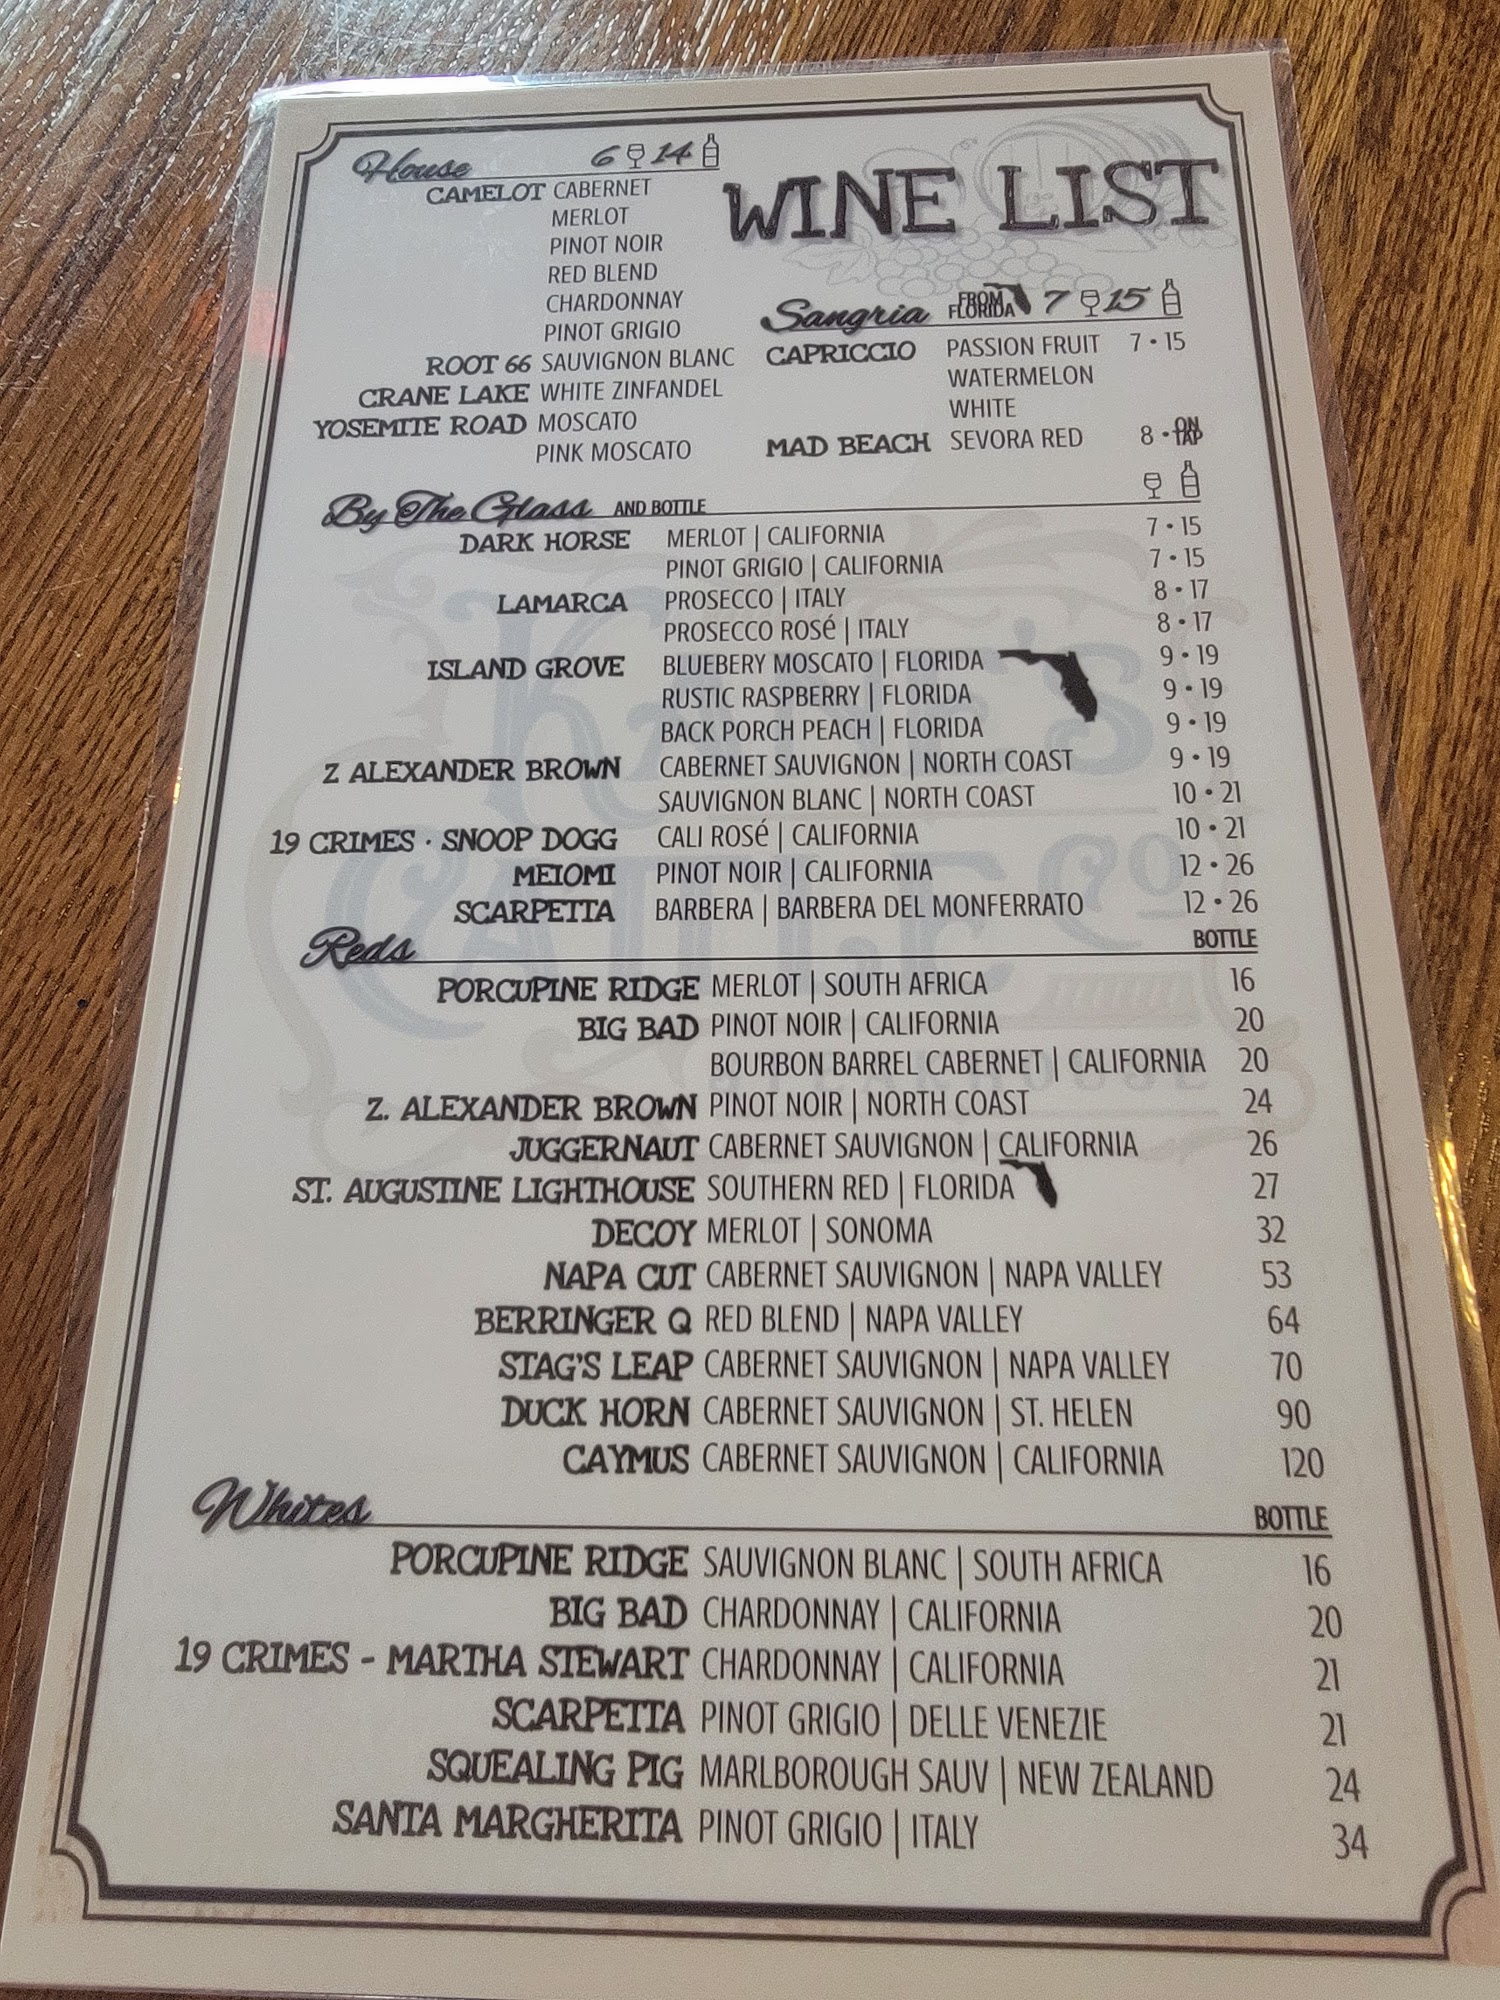 House 6 14
WINE LIST
CAMELOT CABERNET
MERLOT
PINOT NOIR
RED BLEND
CHARDONNAY
PINOT GRIGIO
ROOT 66 SAUVIGNON BLANC
CRANE LAKE WHITE ZINFANDEL
YOSEMITE ROAD MOSCATO
PINK MOSCATO
Sangria FROM FLORIDA 7 15
CAPRICCIO PASSION FRUIT 7 • 15
WATERMELON
WHITE
MAD BEACH SEVORA RED 8 • ON TAP
By The Glass AND BOTTLE
DARK HORSE MERLOT | CALIFORNIA 7 • 15
PINOT GRIGIO | CALIFORNIA 7 • 15
LAMARCA PROSECCO | ITALY 8 • 17
PROSECCO ROSé | ITALY 8 • 17
ISLAND GROVE BLUEBERY MOSCATO | FLORIDA 9 • 19
RUSTIC RASPBERRY | FLORIDA 9 • 19
BACK PORCH PEACH | FLORIDA 9 • 19
Z ALEXANDER BROWN CABERNET SAUVIGNON | NORTH COAST 9 • 19
SAUVIGNON BLANC | NORTH COAST 10 • 21
19 CRIMES · SNOOP DOGG CALI ROSé | CALIFORNIA 10 • 21
MEIOMI PINOT NOIR | CALIFORNIA 12 • 26
SCARPETTA BARBERA | BARBERA DEL MONFERRATO 12 • 26
Reds BOTTLE
PORCUPINE RIDGE MERLOT | SOUTH AFRICA 16
BIG BAD PINOT NOIR | CALIFORNIA 20
BOURBON BARREL CABERNET | CALIFORNIA 20
Z. ALEXANDER BROWN PINOT NOIR | NORTH COAST 24
JUGGERNAUT CABERNET SAUVIGNON | CALIFORNIA 26
ST. AUGUSTINE LIGHTHOUSE SOUTHERN RED | FLORIDA 27
DECOY MERLOT | SONOMA 32
NAPA CUT CABERNET SAUVIGNON | NAPA VALLEY 53
BERRINGER Q RED BLEND | NAPA VALLEY 64
STAG'S LEAP CABERNET SAUVIGNON | NAPA VALLEY 70
DUCK HORN CABERNET SAUVIGNON | ST. HELEN 90
CAYMUS CABERNET SAUVIGNON | CALIFORNIA 120
Whites BOTTLE
PORCUPINE RIDGE SAUVIGNON BLANC | SOUTH AFRICA 16
BIG BAD CHARDONNAY | CALIFORNIA 20
19 CRIMES - MARTHA STEWART CHARDONNAY | CALIFORNIA 21
SCARPETTA PINOT GRIGIO | DELLE VENEZIE 21
SQUEALING PIG MARLBOROUGH SAUV | NEW ZEALAND 24
SANTA MARGHERITA PINOT GRIGIO | ITALY 34